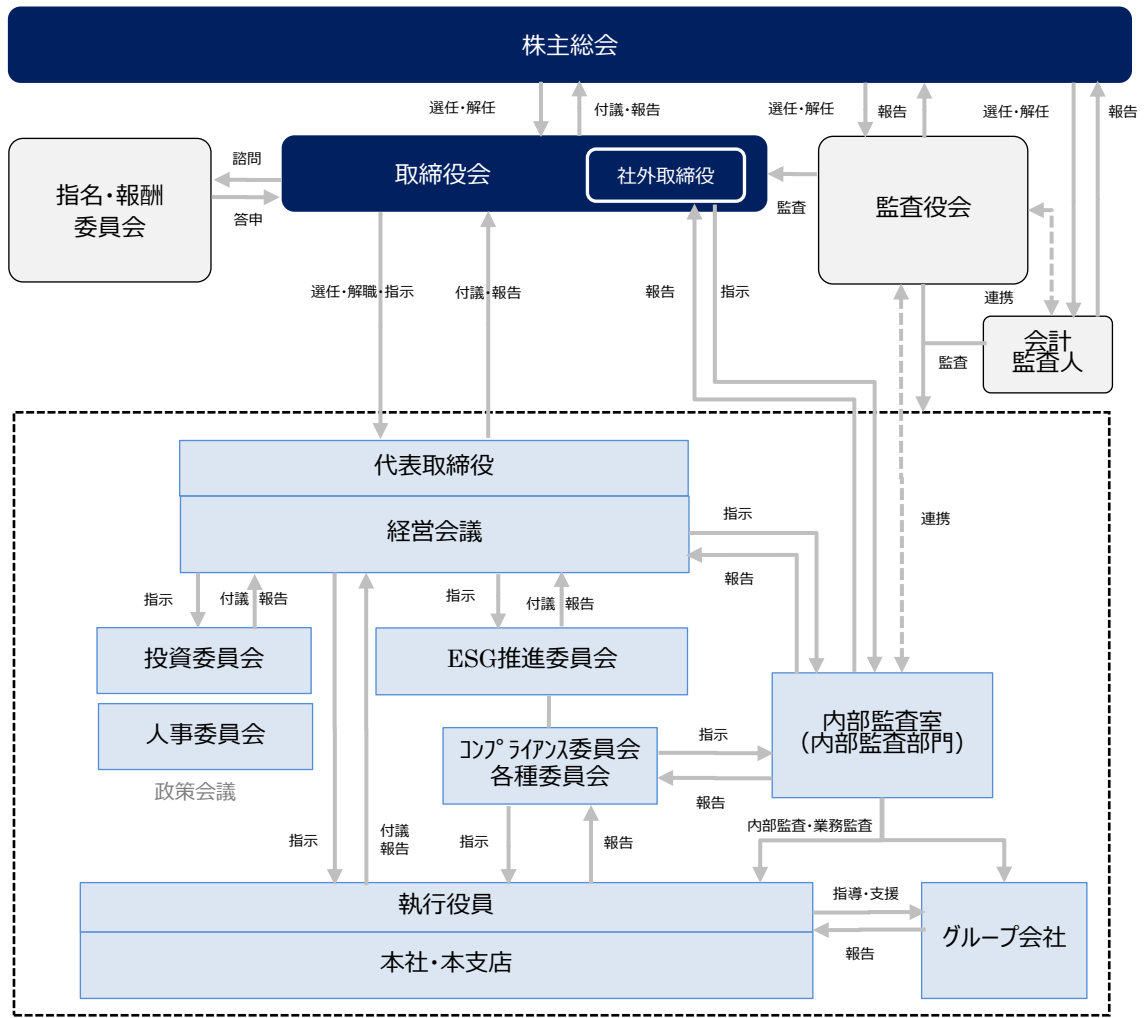 株主総会
選任・解任
付議・報告
選任・解任
報告
選任・解任
報告
指名・報酬
委員会
諮問
答申
取締役会
社外取締役
監査
監査役会
選任・解職・指示
付議・報告
報告
指示
連携
会計
監査人
監査
代表取締役
経営会議
指示
報告
連携
指示
付議
報告
指示
付議
報告
投資委員会
ESG推進委員会
人事委員会
政策会議
コンプライアンス委員会
各種委員会
指示
報告
内部監査室
（内部監査部門）
指示
付議
報告
指示
報告
内部監査・業務監査
執行役員
本社・本支店
指導・支援
報告
グループ会社